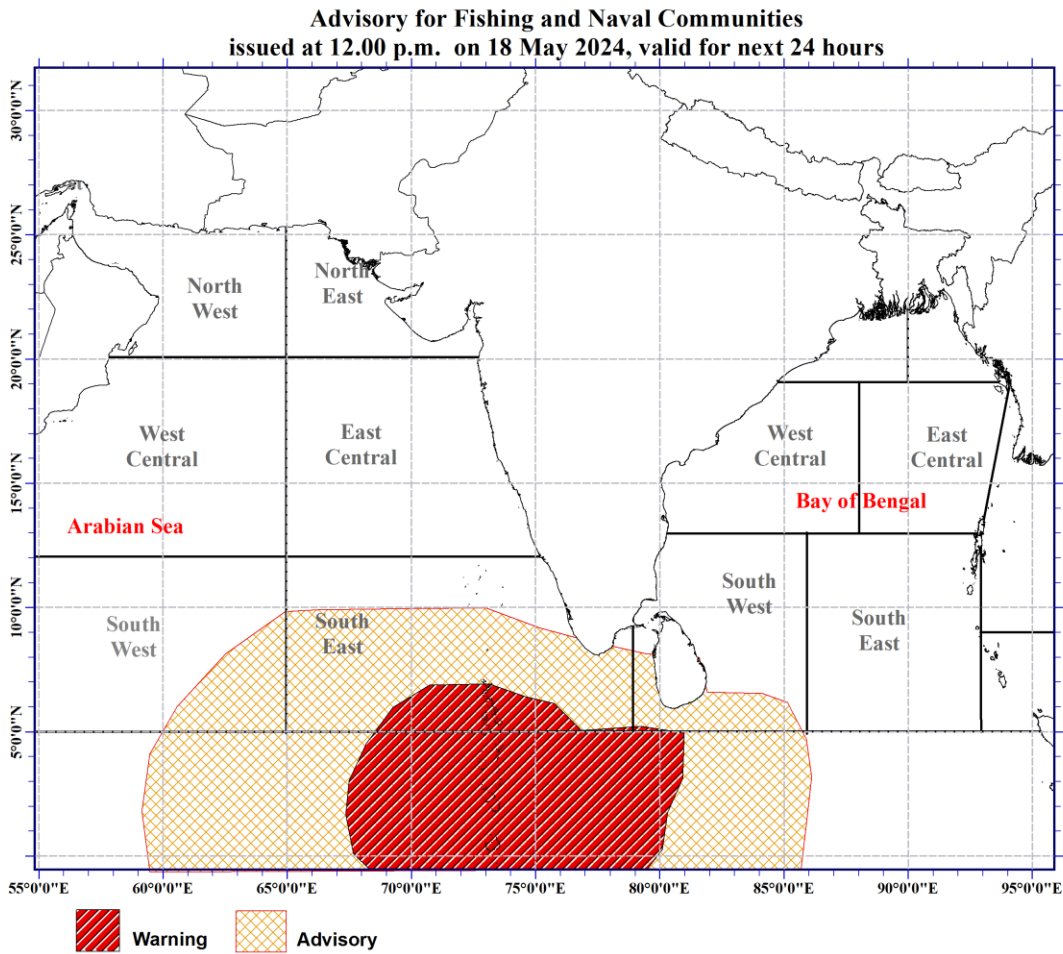 Advisory for Fishing and Naval Communities
issued at 12.00 p.m. on 18 May 2024, valid for next 24 hours
30°0'0"N
25°0'0"N
20°0'0"N
15°0'0"N
10°0'0"N
5°0'0"N
North
West
North
East
West
Central
East
Central
Arabian Sea
South
West
South
East
West
Central
East
Central
Bay of Bengal
South
West
South
East
55°0'0"E
60°0'0"E
65°0'0"E
70°0'0"E
75°0'0"E
80°0'0"E
85°0'0"E
90°0'0"E
95°0'0"E
Warning
Advisory